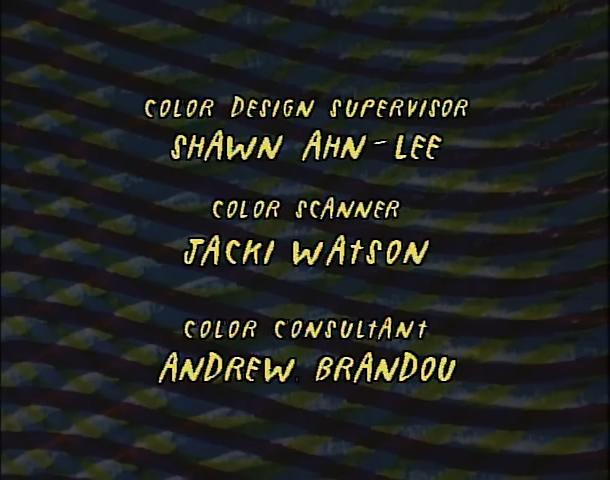 COLOR DESIGN SUPERVISOR
SHAWN AHN-LEE
COLOR SCANNER
JACKI WATSON
COLOR CONSULTANT
ANDREW BRANDOU